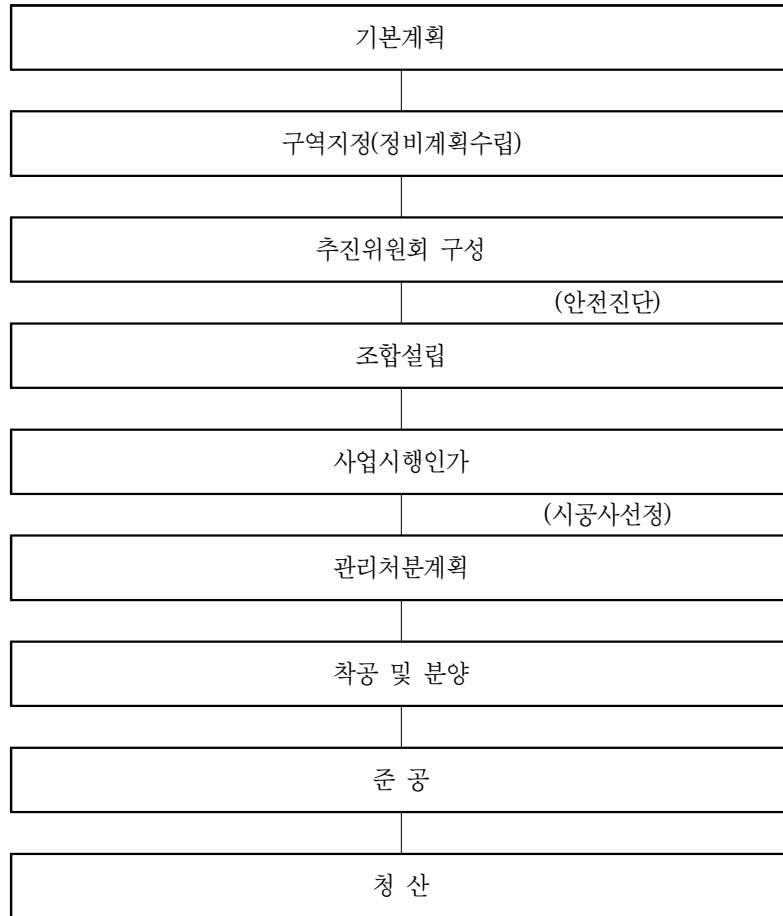 기본계획
구역지정(정비계획수립)
추진위원회 구성
(안전진단)
조합설립
사업시행인가
(시공사선정)
관리처분계획
착공 및 분양
준 공
청 산